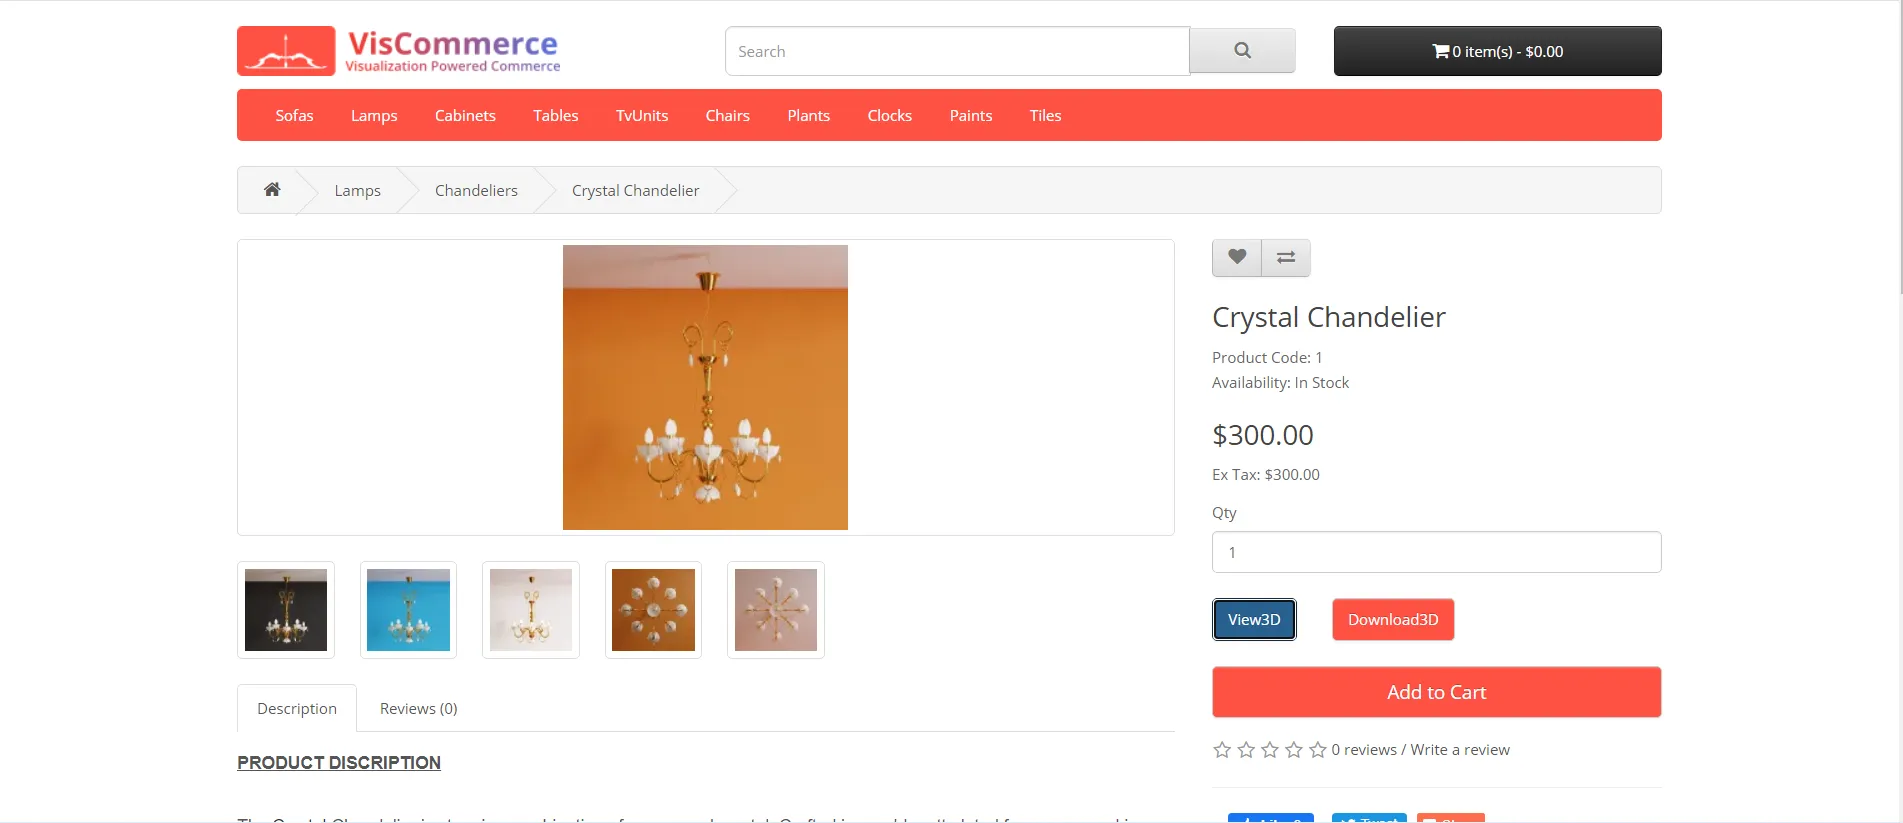 VisCommerce
Visualization Powered Commerce
Search
0 item(s) - $0.00
Sofas Lamps Cabinets Tables TvUnits Chairs Plants Clocks Paints Tiles
Lamps Chandeliers Crystal Chandelier
Crystal Chandelier
Product Code: 1
Availability: In Stock
$300.00
Ex Tax: $300.00
Qty
1
View3D Download3D
Add to Cart
0 reviews / Write a review
Description Reviews (0)
PRODUCT DISCRIPTION